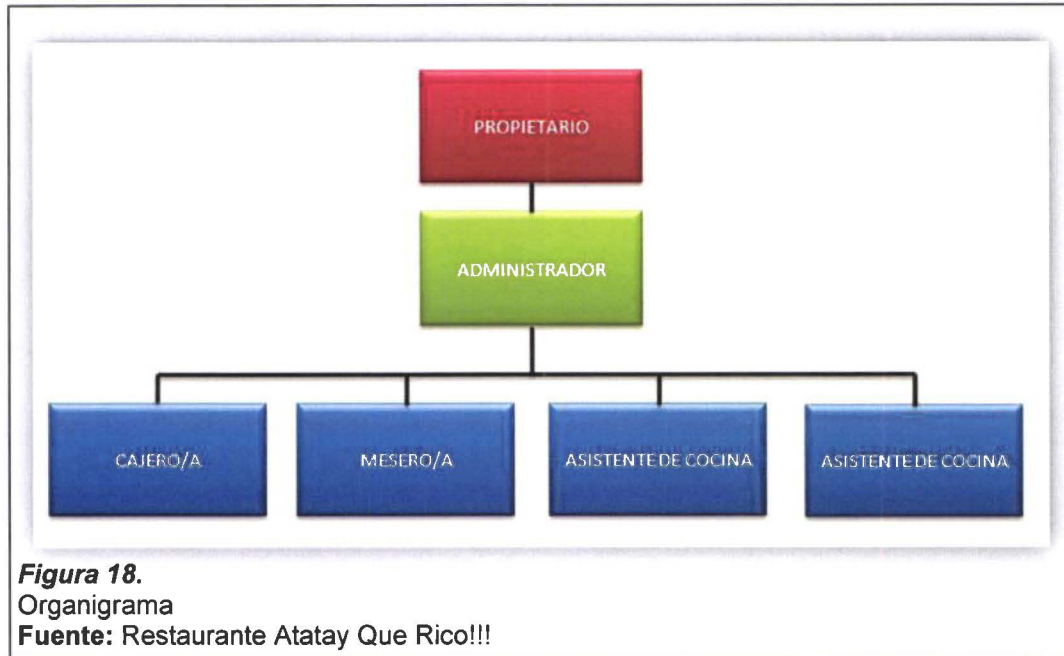 PROPIETARIO
ADMINISTRADOR
CAJERO/A
MESERO/A
ASISTENTE DE COCINA
ASISTENTE DE COCINA
Figura 18.
Organigrama
Fuente: Restaurante Atatay Que Rico!!!